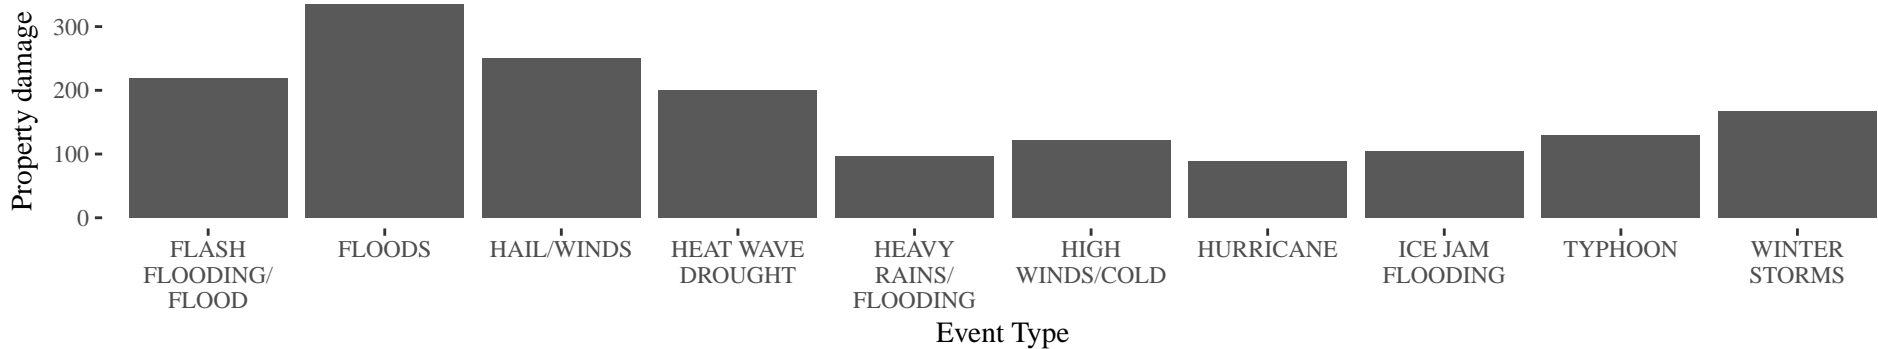 Property damage
300
200
100
0
FLASH
FLOODING/
FLOOD
FLOODS
HAIL/WINDS
HEAT WAVE
DROUGHT
HEAVY
RAINS/
FLOODING
HIGH
WINDS/COLD
HURRICANE
ICE JAM
FLOODING
TYPHOON
WINTER
STORMS
Event Type